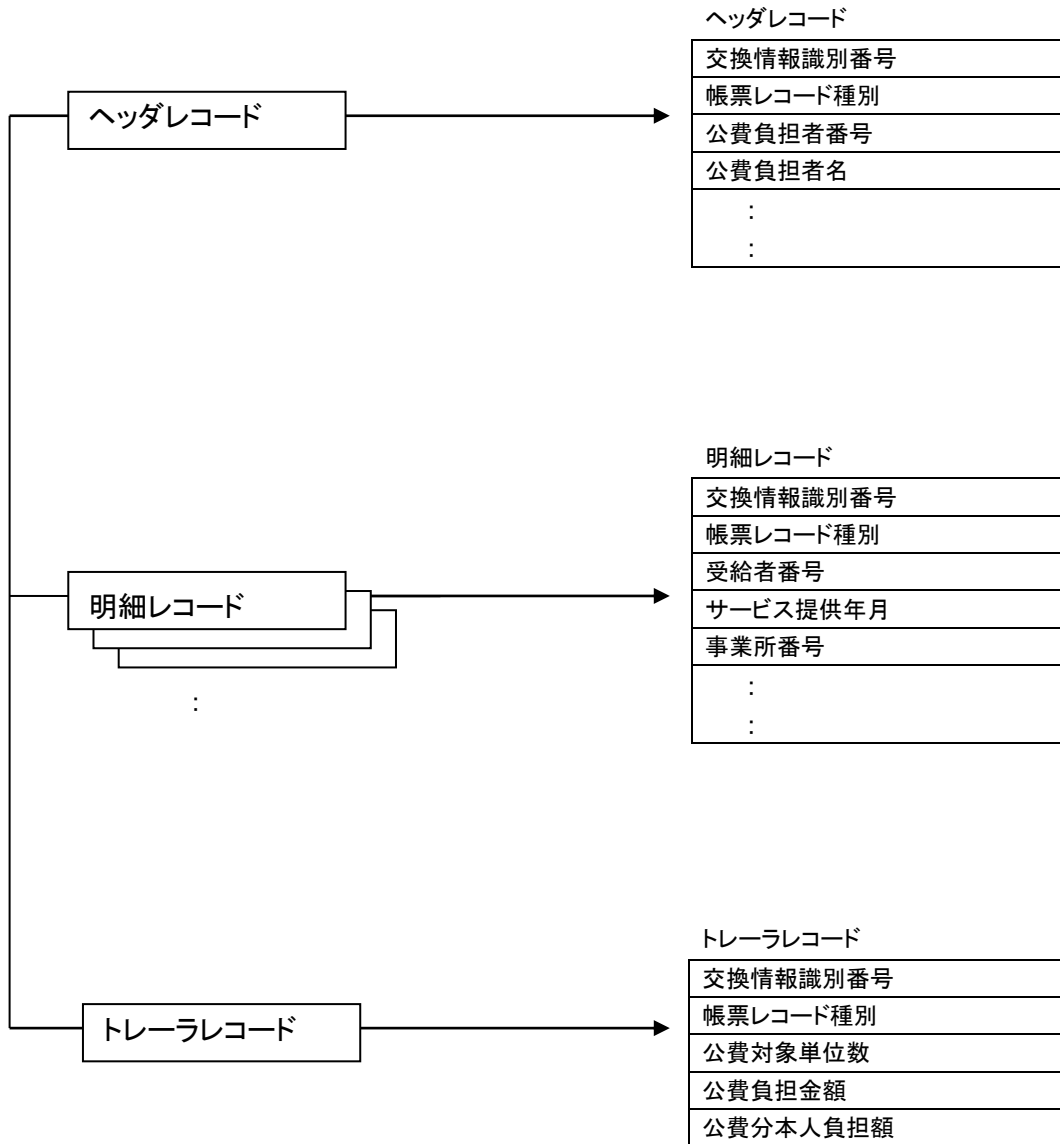 ヘッダレコード
ヘッダレコード
交換情報識別番号
帳票レコード種別
公費負担者番号
公費負担者名
:
:
明細レコード
:
明細レコード
交換情報識別番号
帳票レコード種別
受給者番号
サービス提供年月
事業所番号
:
:
トレーラレコード
トレーラレコード
交換情報識別番号
帳票レコード種別
公費対象単位数
公費負担金額
公費分本人負担額